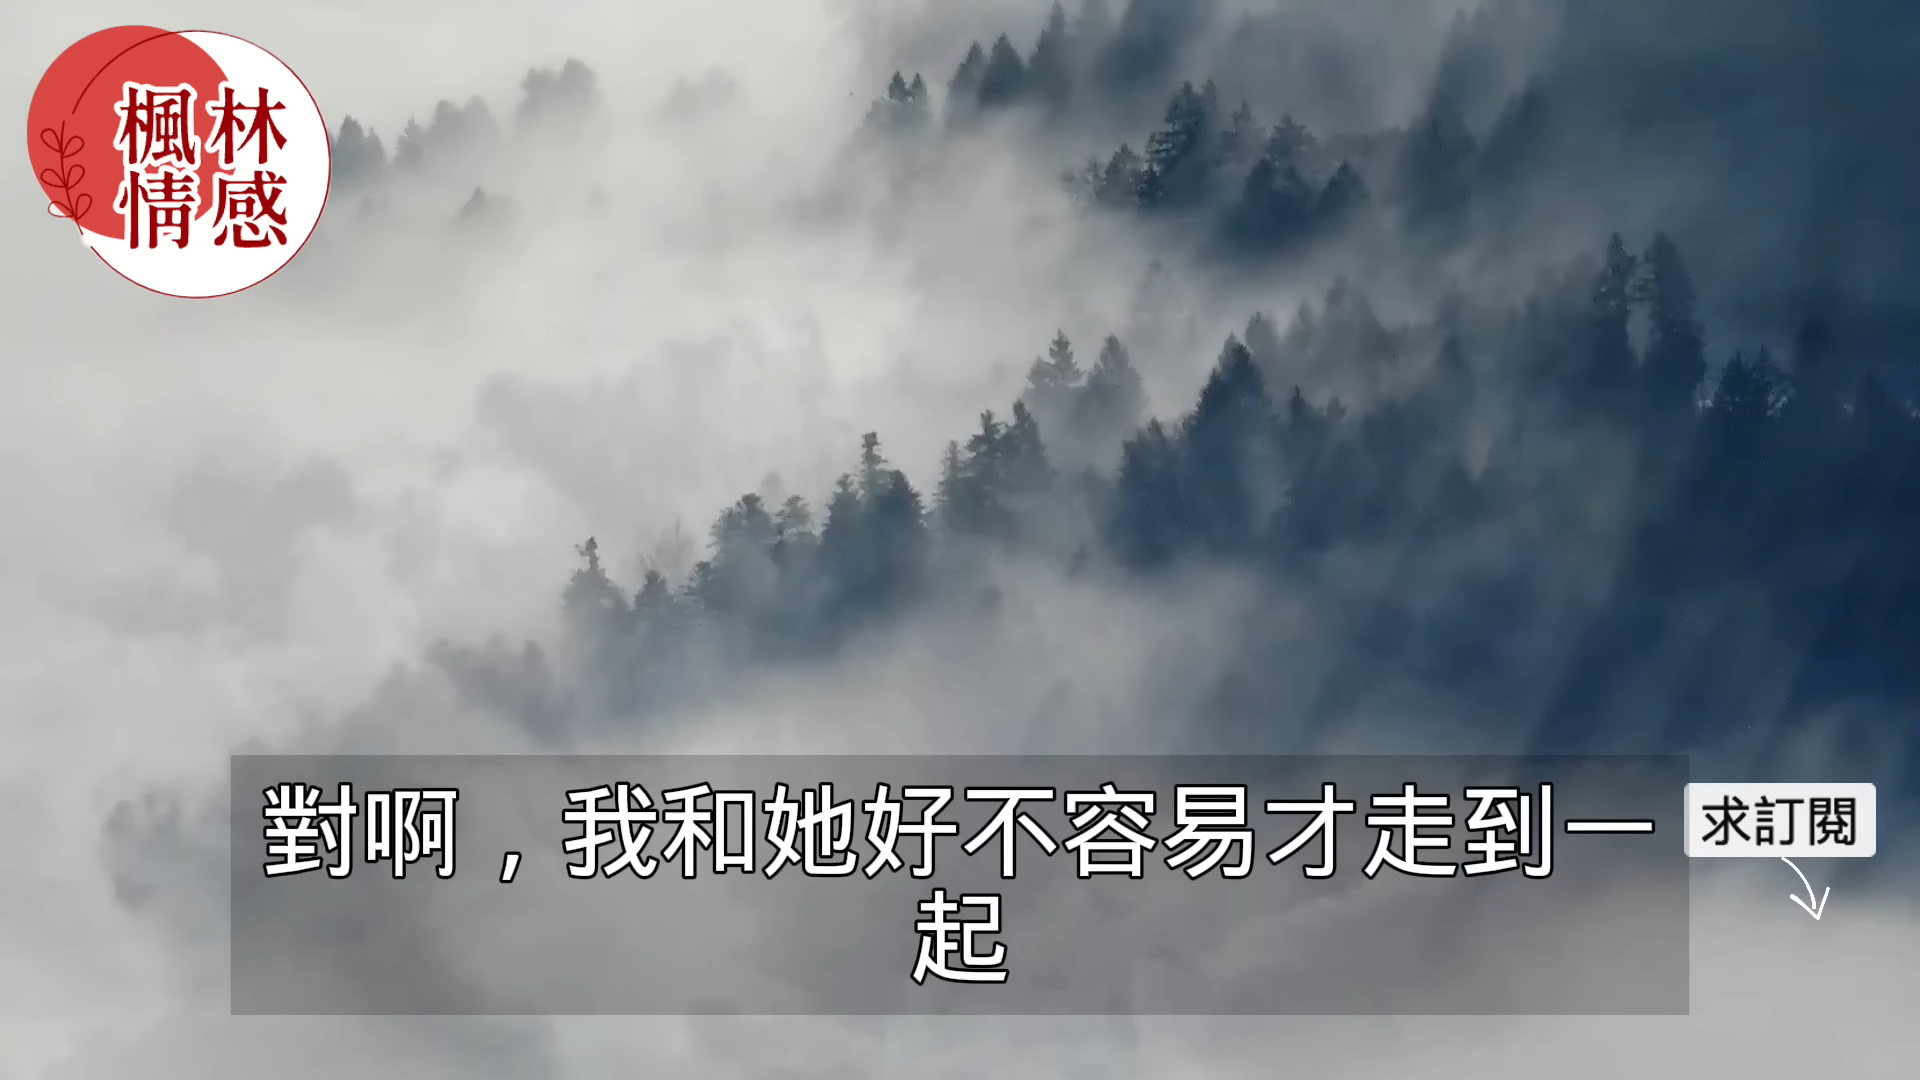 楓林
情感
對啊，我和她好不容易才走到一
起
求訂閱